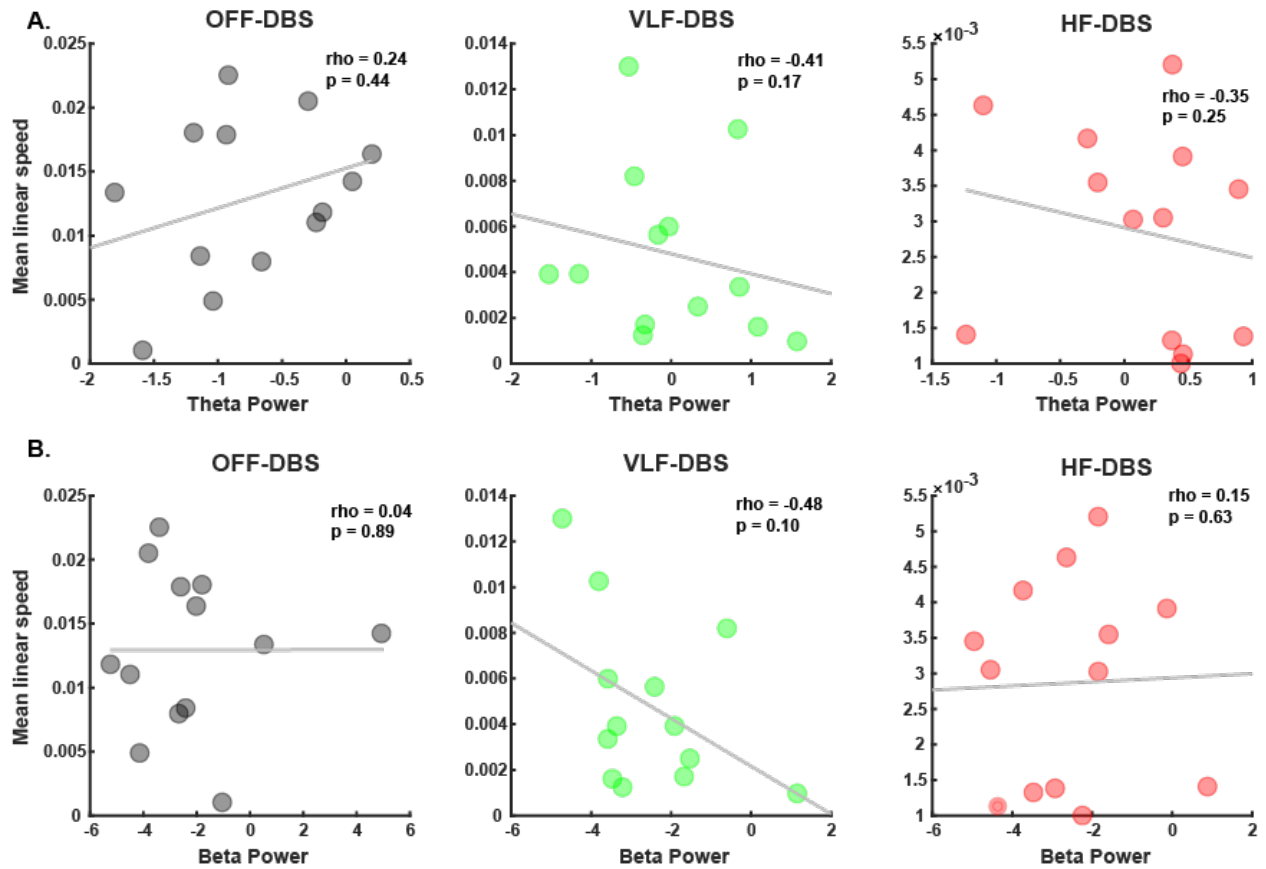 A.
OFF-DBS
rho = 0.24
p = 0.44
0.025
0.02
0.015
0.01
0.005
0
Mean linear speed
-2 -1.5 -1 -0.5 0 0.5
Theta Power
VLF-DBS
rho = -0.41
p = 0.17
0.014
0.012
0.01
0.008
0.006
0.004
0.002
0
-2 -1 0 1 2
Theta Power
HF-DBS
×10-3
rho = -0.35
p = 0.25
5.5
5
4.5
4
3.5
3
2.5
2
1.5
1
-1.5 -1 -0.5 0 0.5 1
Theta Power
B.
OFF-DBS
rho = 0.04
p = 0.89
0.025
0.02
0.015
0.01
0.005
0
Mean linear speed
-6 -4 -2 0 2 4 6
Beta Power
VLF-DBS
rho = -0.48
p = 0.10
0.014
0.012
0.01
0.008
0.006
0.004
0.002
0
-6 -4 -2 0 2
Beta Power
HF-DBS
×10-3
rho = 0.15
p = 0.63
5.5
5
4.5
4
3.5
3
2.5
2
1.5
1
-6 -4 -2 0 2
Beta Power